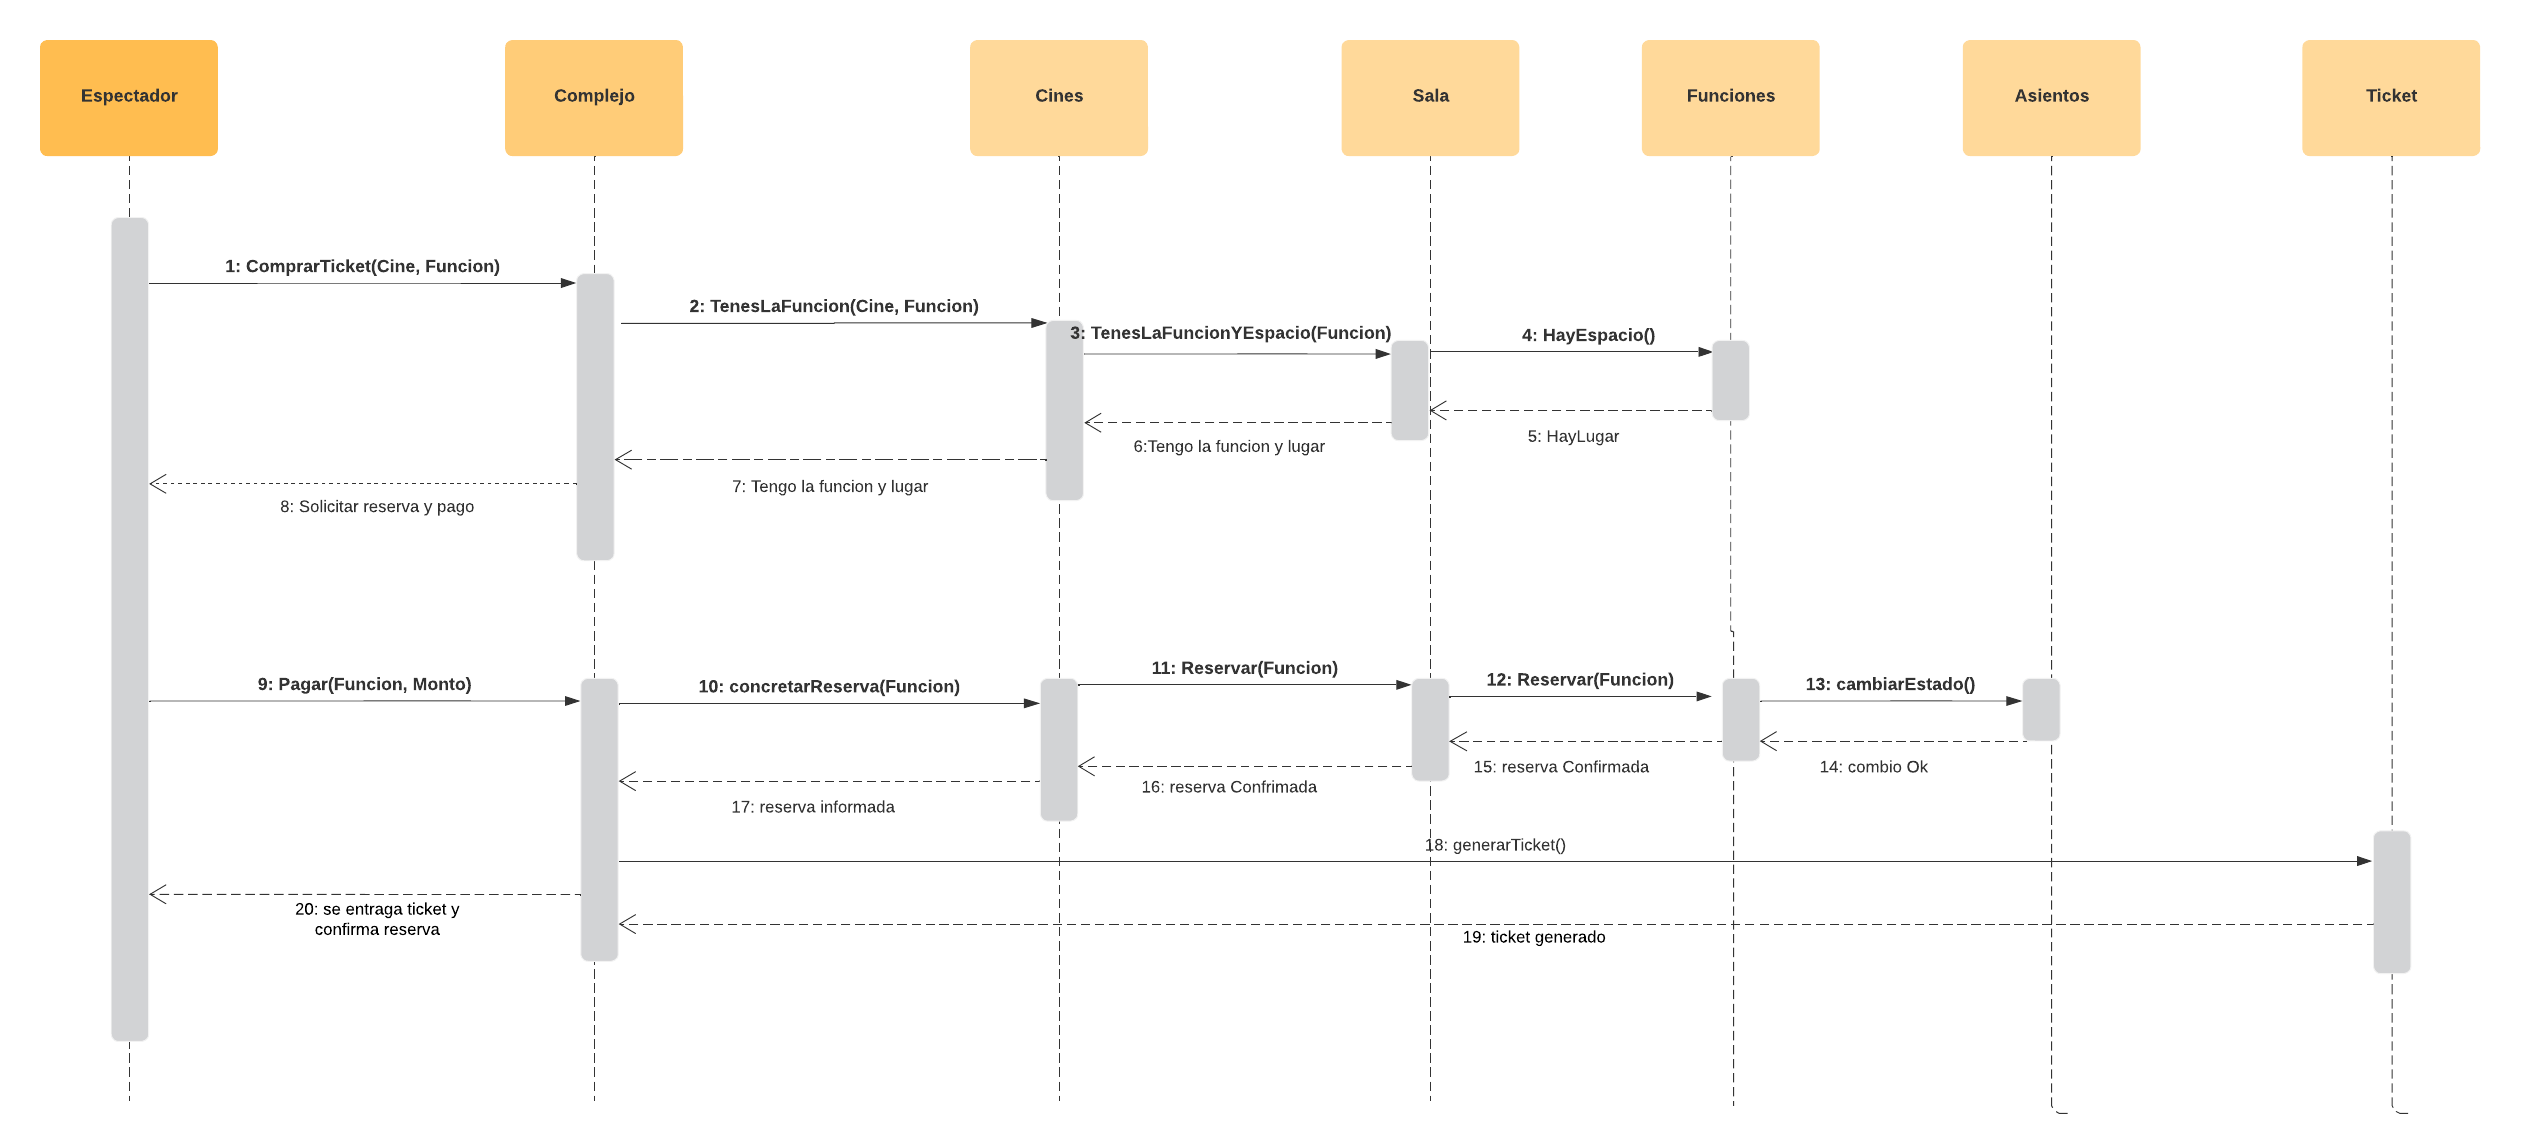 Espectador
Complejo
Cines
Sala
Funciones
Asientos
Ticket
1: ComprarTicket(Cine, Funcion)
2: TenesLaFuncion(Cine, Funcion)
3: TenesLaFuncionYEspacio(Funcion)
4: HayEspacio()
5: HayLugar
6:Tengo la funcion y lugar
7: Tengo la funcion y lugar
8: Solicitar reserva y pago
9: Pagar(Funcion, Monto)
10: concretarReserva(Funcion)
11: Reservar(Funcion)
12: Reservar(Funcion)
13: cambiarEstado()
14: combio Ok
15: reserva Confirmada
16: reserva Confrimada
17: reserva informada
18: generarTicket()
20: se entraga ticket y
confirma reserva
19: ticket generado